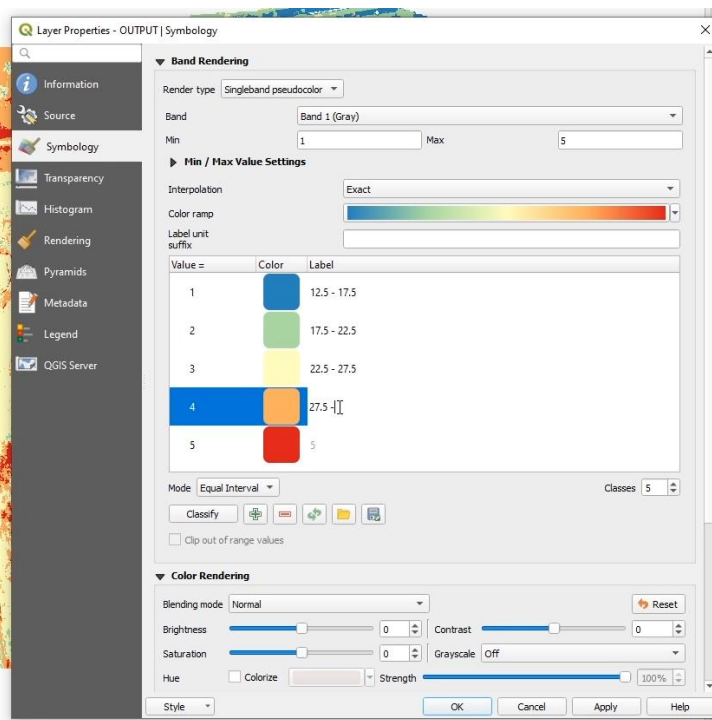 Layer Properties - OUTPUT | Symbology
Information
Source
Symbology
Transparency
Histogram
Rendering
Pyramids
Metadata
Legend
QGIS Server
Band Rendering
Render type Singleband pseudocolor
Band Band 1 (Gray)
Min 1 Max 5
Min / Max Value Settings
Interpolation Exact
Color ramp
Label unit
suffix
Value = Color Label
1 12.5 - 17.5
2 17.5 - 22.5
3 22.5 - 27.5
4 27.5 -
5 5
Mode Equal Interval Classes 5
Classify
Clip out of range values
Color Rendering
Blending mode Normal Reset
Brightness 0 Contrast 0
Saturation 0 Grayscale Off
Hue Colorize Strength 100%
Style OK Cancel Apply Help